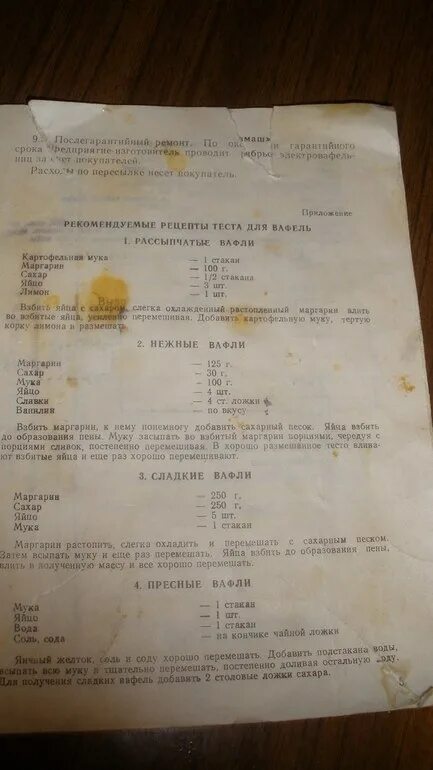 9. Послегарантийный ремонт. По гарантийного
срока предприятие-изготовитель проводит электровафель-
ниц за счет покупателей.
Расходы по пересылке несет покупатель.
Приложение
РЕКОМЕНДУЕМЫЕ РЕЦЕПТЫ ТЕСТА ДЛЯ ВАФЕЛЬ
1. РАССЫПЧАТЫЕ ВАФЛИ
Картофельная мука — 1 стакан
Маргарин — 100 г.
Сахар — 1/2 стакана
Яйцо — 3 шт.
Лимон — 1 шт.
Взбить яйца с сахаром, слегка охлажденный растопленный маргарин влить
во взбитые яйца, усиленно перемешивая. Добавить картофельную муку, тертую
корку лимона и размешать.
2. НЕЖНЫЕ ВАФЛИ
Маргарин — 125 г.
Сахар — 30 г.
Мука — 100 г.
Яйцо — 4 шт.
Сливки — 4 ст. ложки
Ванилин — по вкусу
Взбить маргарин, к нему понемногу добавить сахарный песок. Яйца взбить
до образования пены. Муку засыпать во взбитый маргарин порциями, чередуя с
порциями сливок, постепенно перемешивая. В хорошо размешанное тесто влива-
ют взбитые яйца и еще раз хорошо перемешивают.
3. СЛАДКИЕ ВАФЛИ
Маргарин — 250 г.
Сахар — 250 г.
Яйцо — 5 шт.
Мука — 1 стакан
Маргарин растопить, слегка охладить и перемешать с сахарным песком.
Затем всыпать муку и еще раз перемешать. Яйца взбить до образования пены,
влить в полученную массу и все хорошо перемешать.
4. ПРЕСНЫЕ ВАФЛИ
Мука — 1 стакан
Яйцо — 1 шт.
Вода — 1 стакан
Соль, сода — на кончике чайной ложки
Яичный желток, соль и соду хорошо перемешать. Добавить полстакана воды,
всыпать всю муку и тщательно перемешать, постепенно доливая остальную воду.
Для получения сладких вафель добавить 2 столовые ложки сахара.